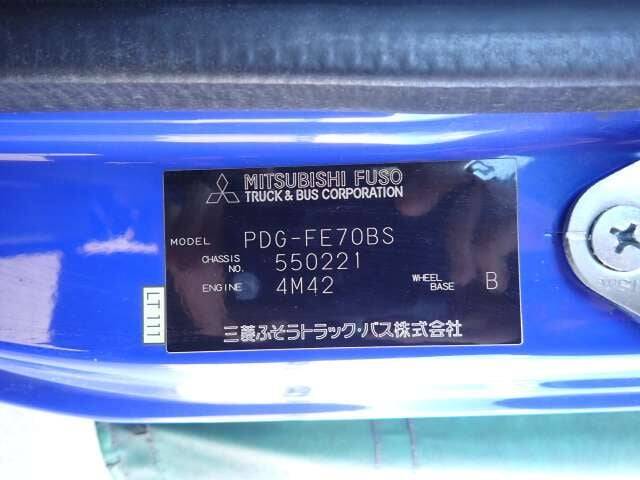 MITSUBISHI FUSO
TRUCK & BUS CORPORATION
MODEL PDG-FE70BS
CHASSIS NO. 550221
ENGINE 4M42 WHEEL BASE B
三菱ふそうトラック・バス株式会社
LT111